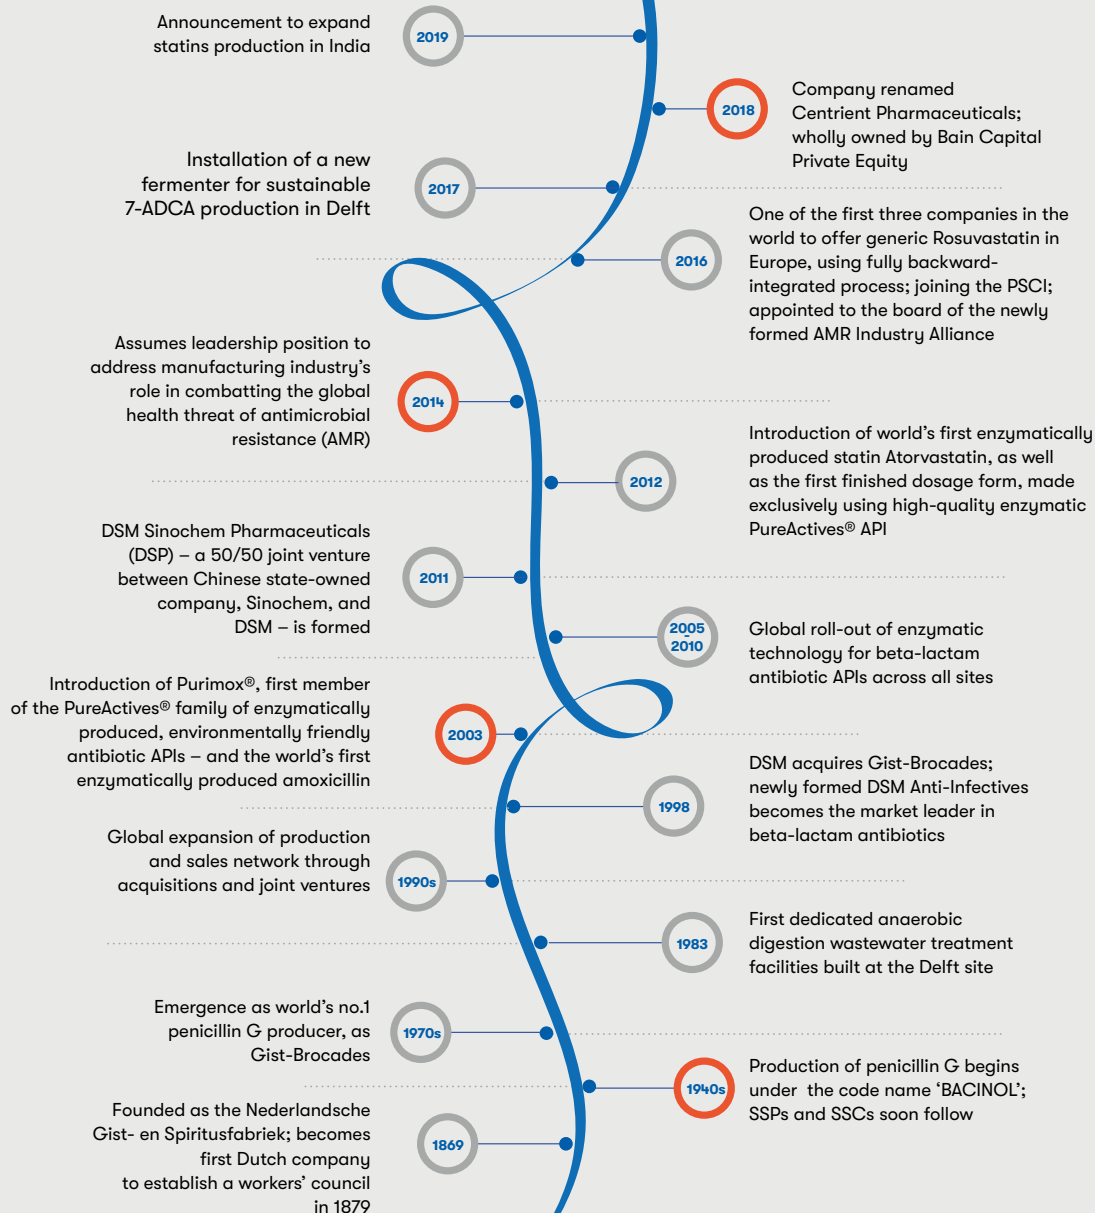 Announcement to expand
statins production in India
2019
2018
Company renamed
Centrient Pharmaceuticals;
wholly owned by Bain Capital
Private Equity
Installation of a new
fermenter for sustainable
7-ADCA production in Delft
2017
2016
One of the first three companies in the
world to offer generic Rosuvastatin in
Europe, using fully backward-
integrated process; joining the PSCI;
appointed to the board of the newly
formed AMR Industry Alliance
Assumes leadership position to
address manufacturing industry's
role in combatting the global
health threat of antimicrobial
resistance (AMR)
2014
2012
Introduction of world's first enzymatically
produced statin Atorvastatin, as well
as the first finished dosage form, made
exclusively using high-quality enzymatic
PureActives® API
DSM Sinochem Pharmaceuticals
(DSP) – a 50/50 joint venture
between Chinese state-owned
company, Sinochem, and
DSM – is formed
2011
2005
-
2010
Global roll-out of enzymatic
technology for beta-lactam
antibiotic APIs across all sites
Introduction of Purimox®, first member
of the PureActives® family of enzymatically
produced, environmentally friendly
antibiotic APIs – and the world's first
enzymatically produced amoxicillin
2003
1998
DSM acquires Gist-Brocades;
newly formed DSM Anti-Infectives
becomes the market leader in
beta-lactam antibiotics
Global expansion of production
and sales network through
acquisitions and joint ventures
1990s
1983
First dedicated anaerobic
digestion wastewater treatment
facilities built at the Delft site
Emergence as world's no.1
penicillin G producer, as
Gist-Brocades
1970s
1940s
Production of penicillin G begins
under  the code name ‘BACINOL’;
SSPs and SSCs soon follow
Founded as the Nederlandsche
Gist- en Spiritusfabriek; becomes
first Dutch company
to establish a workers' council
in 1879
1869